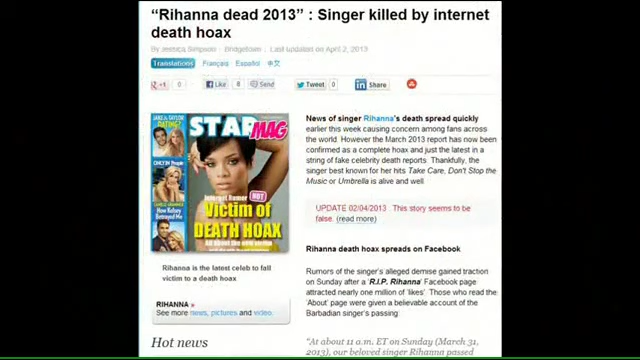 “Rihanna dead 2013” : Singer killed by internet
death hoax
By Jessica Simpson - Bridgetown - Last updated on April 2, 2013
Translations Français Español 中文
+1 0 Like 8 Send Tweet 0 in Share
JAKE & TAYLOR
DATING!
STAR MAG
Internet Rumor HOT
Victim of
DEATH HOAX
Rihanna is the latest celeb to fall
victim to a death hoax
RIHANNA »
See more news, pictures and video.
Hot news
News of singer Rihanna's death spread quickly
earlier this week causing concern among fans across
the world. However the March 2013 report has now been
confirmed as a complete hoax and just the latest in a
string of fake celebrity death reports. Thankfully, the
singer best known for her hits Take Care, Don't Stop the
Music or Umbrella is alive and well.
UPDATE 02/04/2013 : This story seems to be
false. (read more)
Rihanna death hoax spreads on Facebook
Rumors of the singer's alleged demise gained traction
on Sunday after a 'R.I.P. Rihanna' Facebook page
attracted nearly one million of 'likes'. Those who read the
'About' page were given a believable account of the
Barbadian singer's passing:
“At about 11 a.m. ET on Sunday (March 31,
2013), our beloved singer Rihanna passed